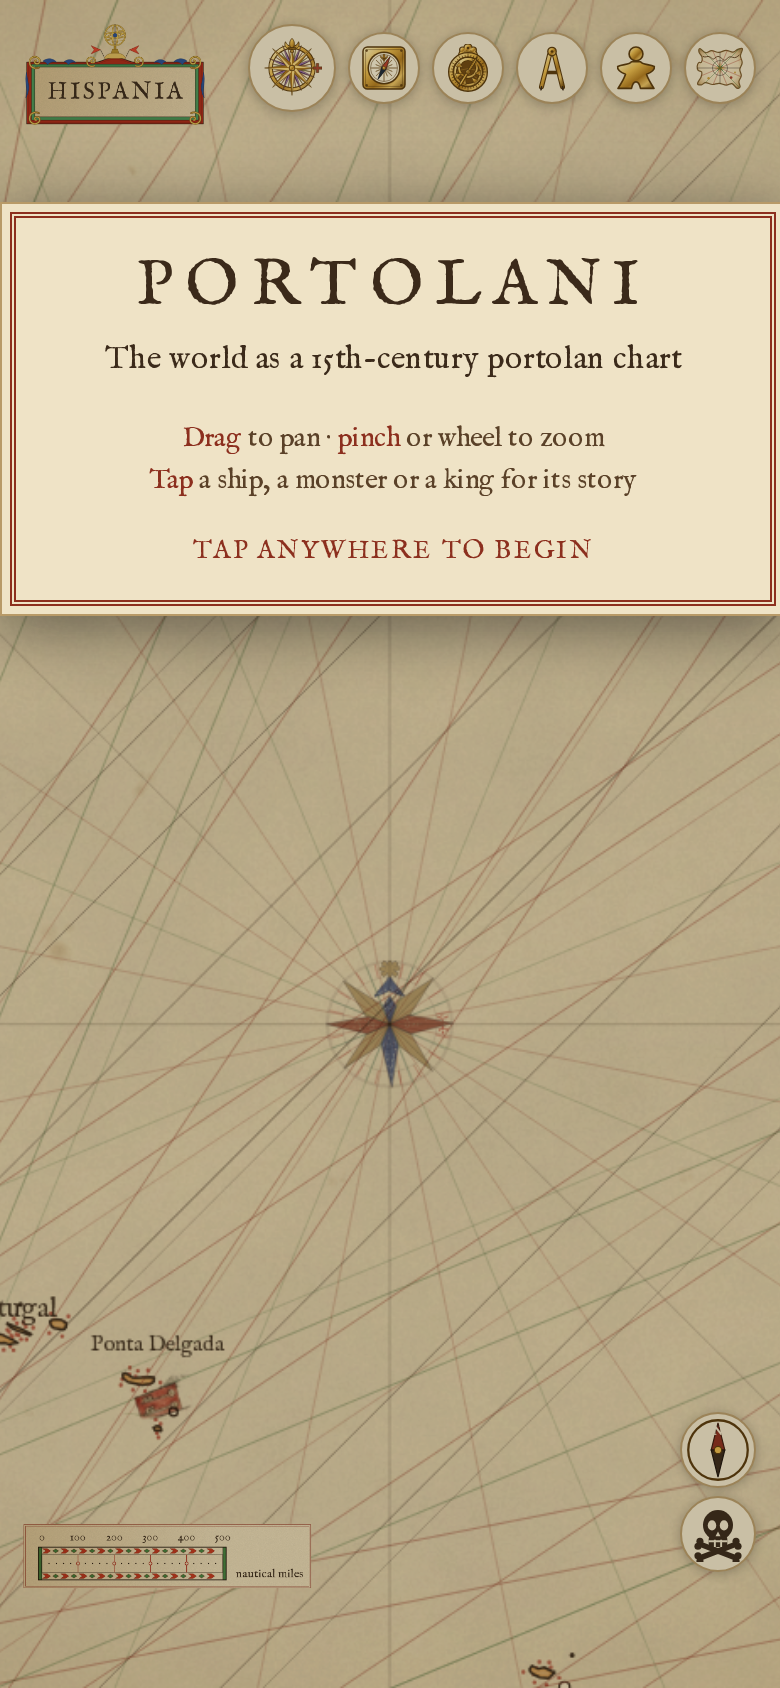 HISPANIA
PORTOLANI
The world as a 15th-century portolan chart
Drag to pan · pinch or wheel to zoom
Tap a ship, a monster or a king for its story
TAP ANYWHERE TO BEGIN
tugal
Ponta Delgada
0 100 200 300 400 500
nautical miles